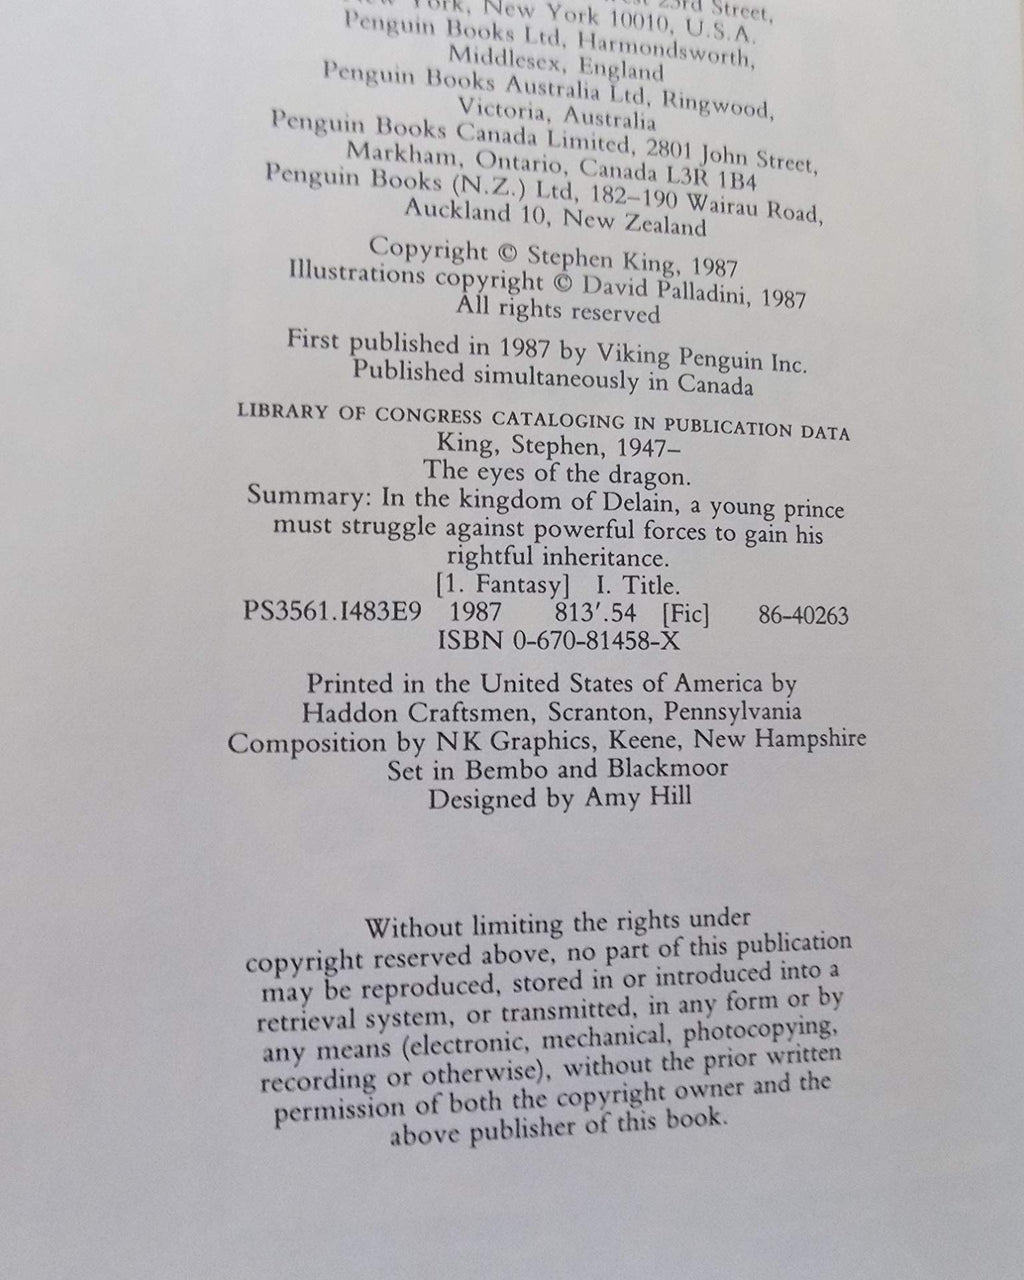 York, New York 10010, U.S.A.
Penguin Books Ltd, Harmondsworth,
Middlesex, England
Penguin Books Australia Ltd, Ringwood,
Victoria, Australia
Penguin Books Canada Limited, 2801 John Street,
Markham, Ontario, Canada L3R 1B4
Penguin Books (N.Z.) Ltd, 182–190 Wairau Road,
Auckland 10, New Zealand
Copyright © Stephen King, 1987
Illustrations copyright © David Palladini, 1987
All rights reserved
First published in 1987 by Viking Penguin Inc.
Published simultaneously in Canada
LIBRARY OF CONGRESS CATALOGING IN PUBLICATION DATA
King, Stephen, 1947–
The eyes of the dragon.
Summary: In the kingdom of Delain, a young prince
must struggle against powerful forces to gain his
rightful inheritance.
[1. Fantasy] I. Title.
PS3561.I483E9 1987 813′.54 [Fic] 86-40263
ISBN 0-670-81458-X
Printed in the United States of America by
Haddon Craftsmen, Scranton, Pennsylvania
Composition by NK Graphics, Keene, New Hampshire
Set in Bembo and Blackmoor
Designed by Amy Hill
Without limiting the rights under
copyright reserved above, no part of this publication
may be reproduced, stored in or introduced into a
retrieval system, or transmitted, in any form or by
any means (electronic, mechanical, photocopying,
recording or otherwise), without the prior written
permission of both the copyright owner and the
above publisher of this book.